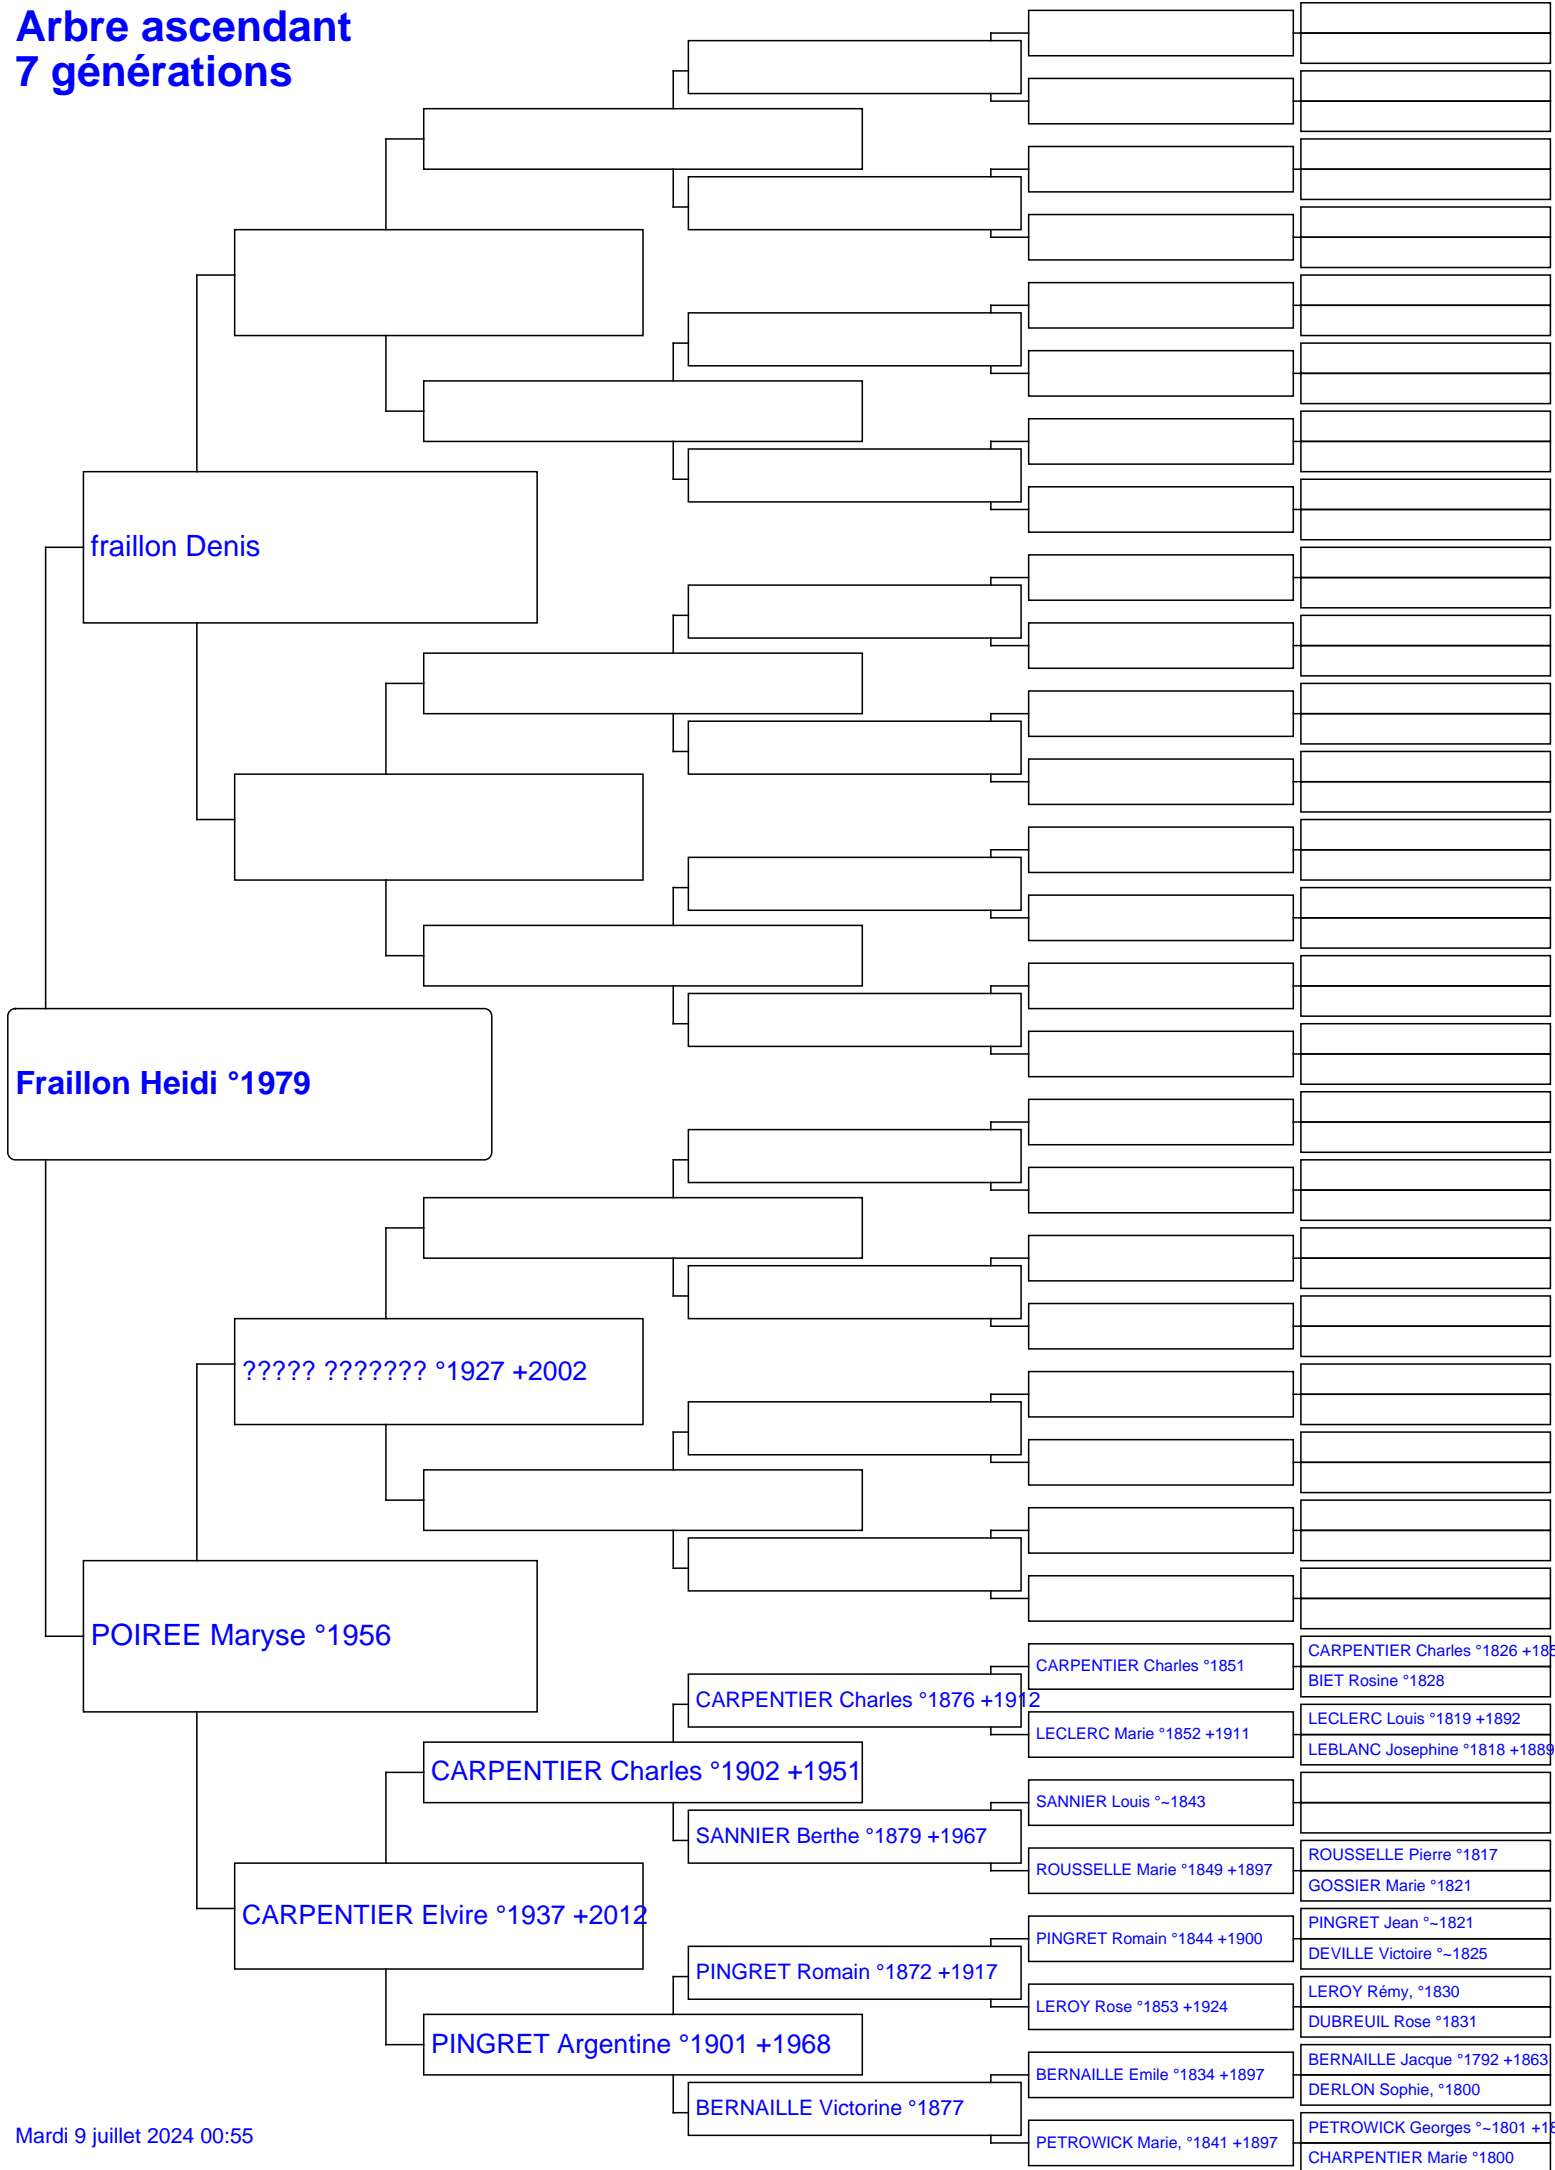 Arbre ascendant
7 générations
fraillon Denis
Fraillon Heidi °1979
????? ??????? °1927 +2002
POIREE Maryse °1956
CARPENTIER Charles °1826 +185
CARPENTIER Charles °1851
BIET Rosine °1828
CARPENTIER Charles °1876 +1912
LECLERC Louis °1819 +1892
LECLERC Marie °1852 +1911
LEBLANC Josephine °1818 +1889
CARPENTIER Charles °1902 +1951
SANNIER Louis °~1843
SANNIER Berthe °1879 +1967
ROUSSELLE Pierre °1817
ROUSSELLE Marie °1849 +1897
GOSSIER Marie °1821
CARPENTIER Elvire °1937 +2012
PINGRET Jean °~1821
PINGRET Romain °1844 +1900
DEVILLE Victoire °~1825
PINGRET Romain °1872 +1917
LEROY Rémy, °1830
LEROY Rose °1853 +1924
DUBREUIL Rose °1831
PINGRET Argentine °1901 +1968
BERNAILLE Jacque °1792 +1863
BERNAILLE Emile °1834 +1897
DERLON Sophie, °1800
BERNAILLE Victorine °1877
PETROWICK Georges °~1801 +18
PETROWICK Marie, °1841 +1897
CHARPENTIER Marie °1800
Mardi 9 juillet 2024 00:55